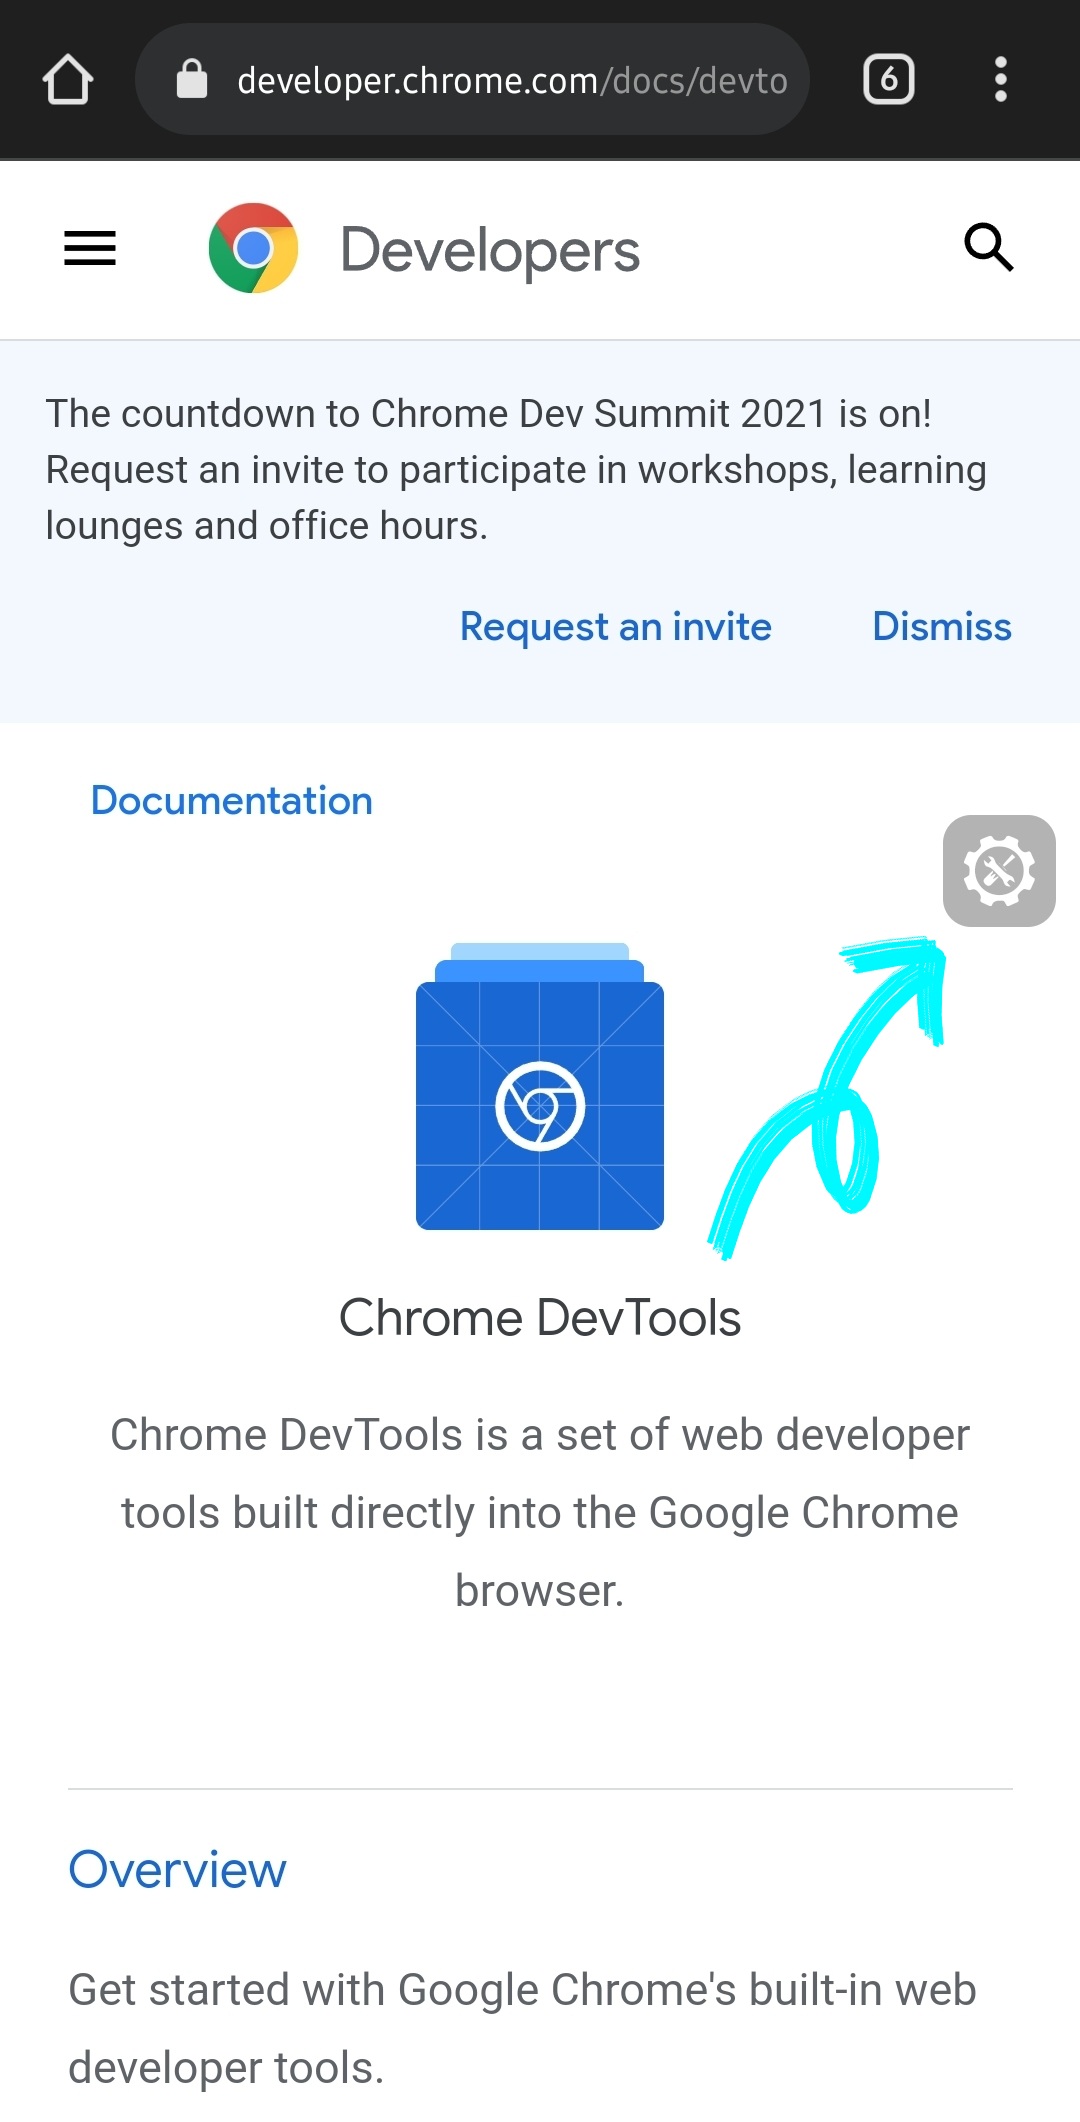 developer.chrome.com/docs/devto
6
Developers
The countdown to Chrome Dev Summit 2021 is on!
Request an invite to participate in workshops, learning
lounges and office hours.
Request an invite
Dismiss
Documentation
Chrome DevTools
Chrome DevTools is a set of web developer
tools built directly into the Google Chrome
browser.
Overview
Get started with Google Chrome's built-in web
developer tools.